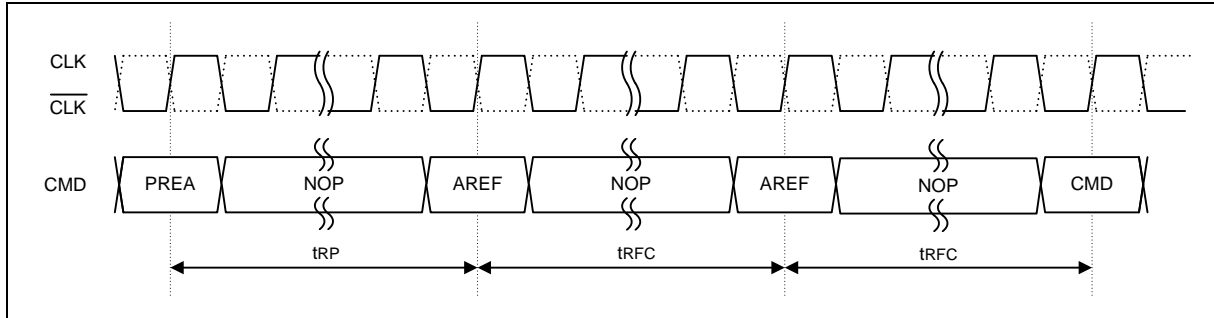 CLK
CLK
CMD PREA NOP AREF NOP AREF NOP CMD
tRP tRFC tRFC